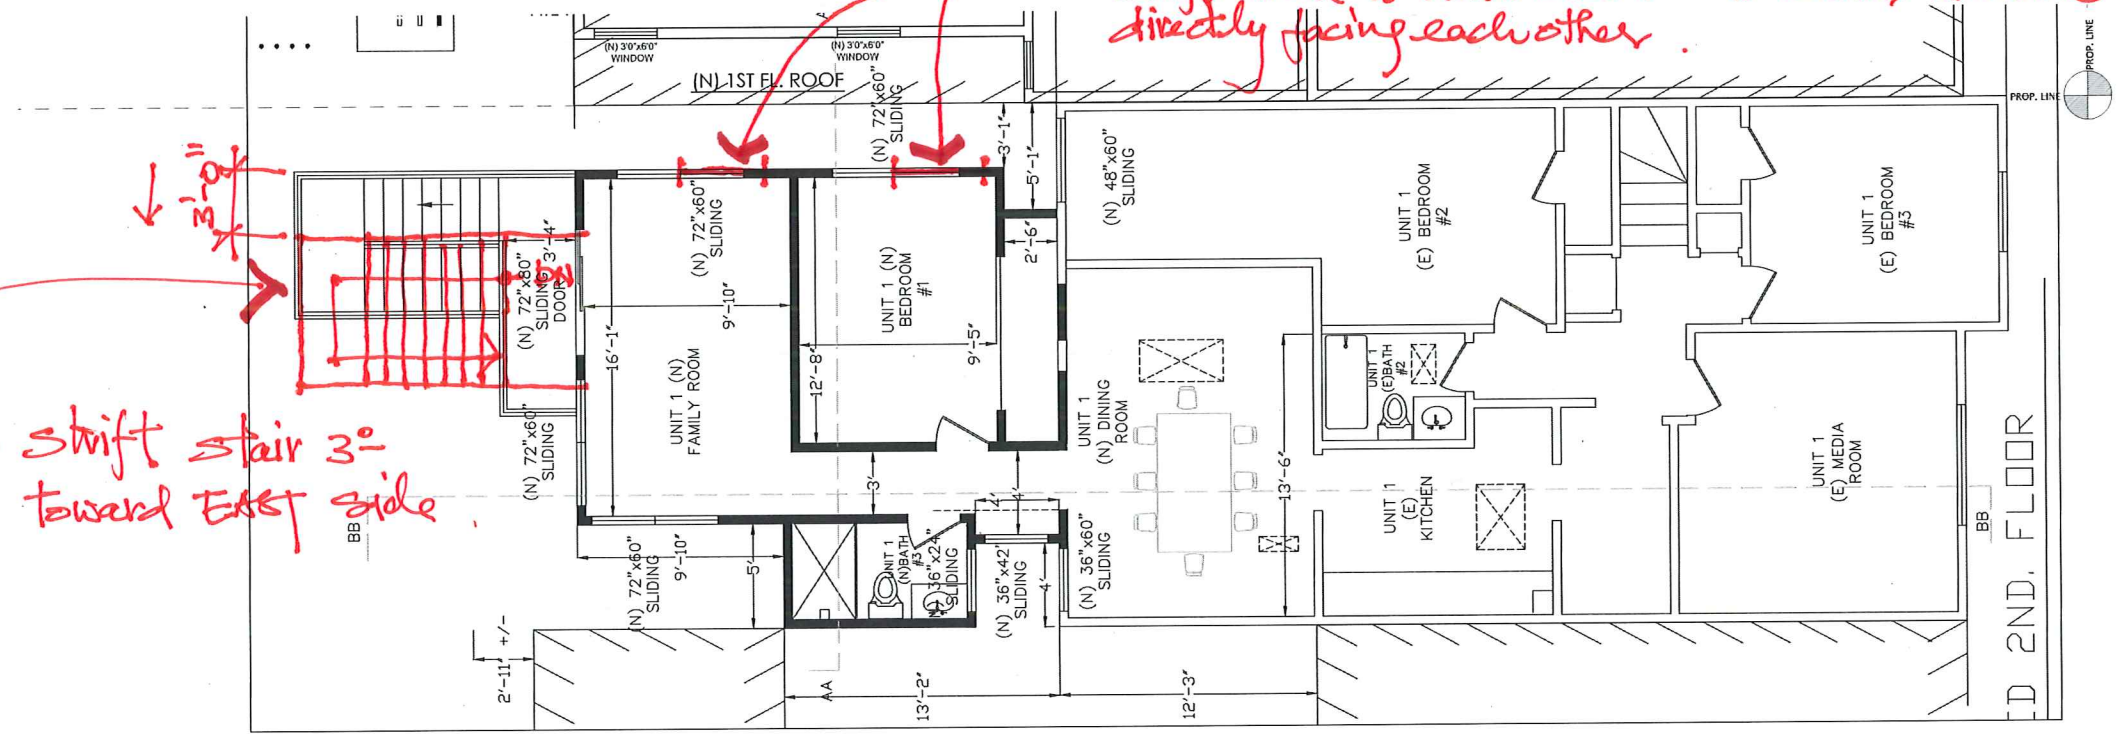 directly facing each other.
PROP. LINE
PROP. LINE
(N) 3'0"x6'0"
WINDOW
(N) 3'0"x6'0"
WINDOW
(N) 1ST FL. ROOF
(N) 72"x60"
SLIDING
3'-1"
5'-1"
(N) 48"x60"
SLIDING
UNIT 1
(E) BEDROOM
#2
UNIT 1
(E) BEDROOM
#3
3'-0"
3'-4"
DN
(N) 72"x80"
SLIDING
DOOR
(N) 72"x60"
SLIDING
9'-10"
16'-1"
UNIT 1 (N)
FAMILY ROOM
UNIT 1 (N)
BEDROOM
#1
12'-8"
9'-5"
2'-6"
UNIT 1
(N) DINING
ROOM
13'-6"
UNIT 1
(E)BATH
#2
UNIT 1
(E)
KITCHEN
UNIT 1
(E) MEDIA
ROOM
shift stair 3º
toward EAST side.
(N) 72"x60"
SLIDING
BB
BB
3'
4'
2'
(N) 72"x60"
SLIDING
9'-10"
5'
UNIT 1
(N)BATH
#3
(N) 36"x24"
SLIDING
(N) 36"x42"
SLIDING
4'
(N) 36"x60"
SLIDING
2'-11" +/-
AA
13'-2"
12'-3"
D 2ND. FLOOR